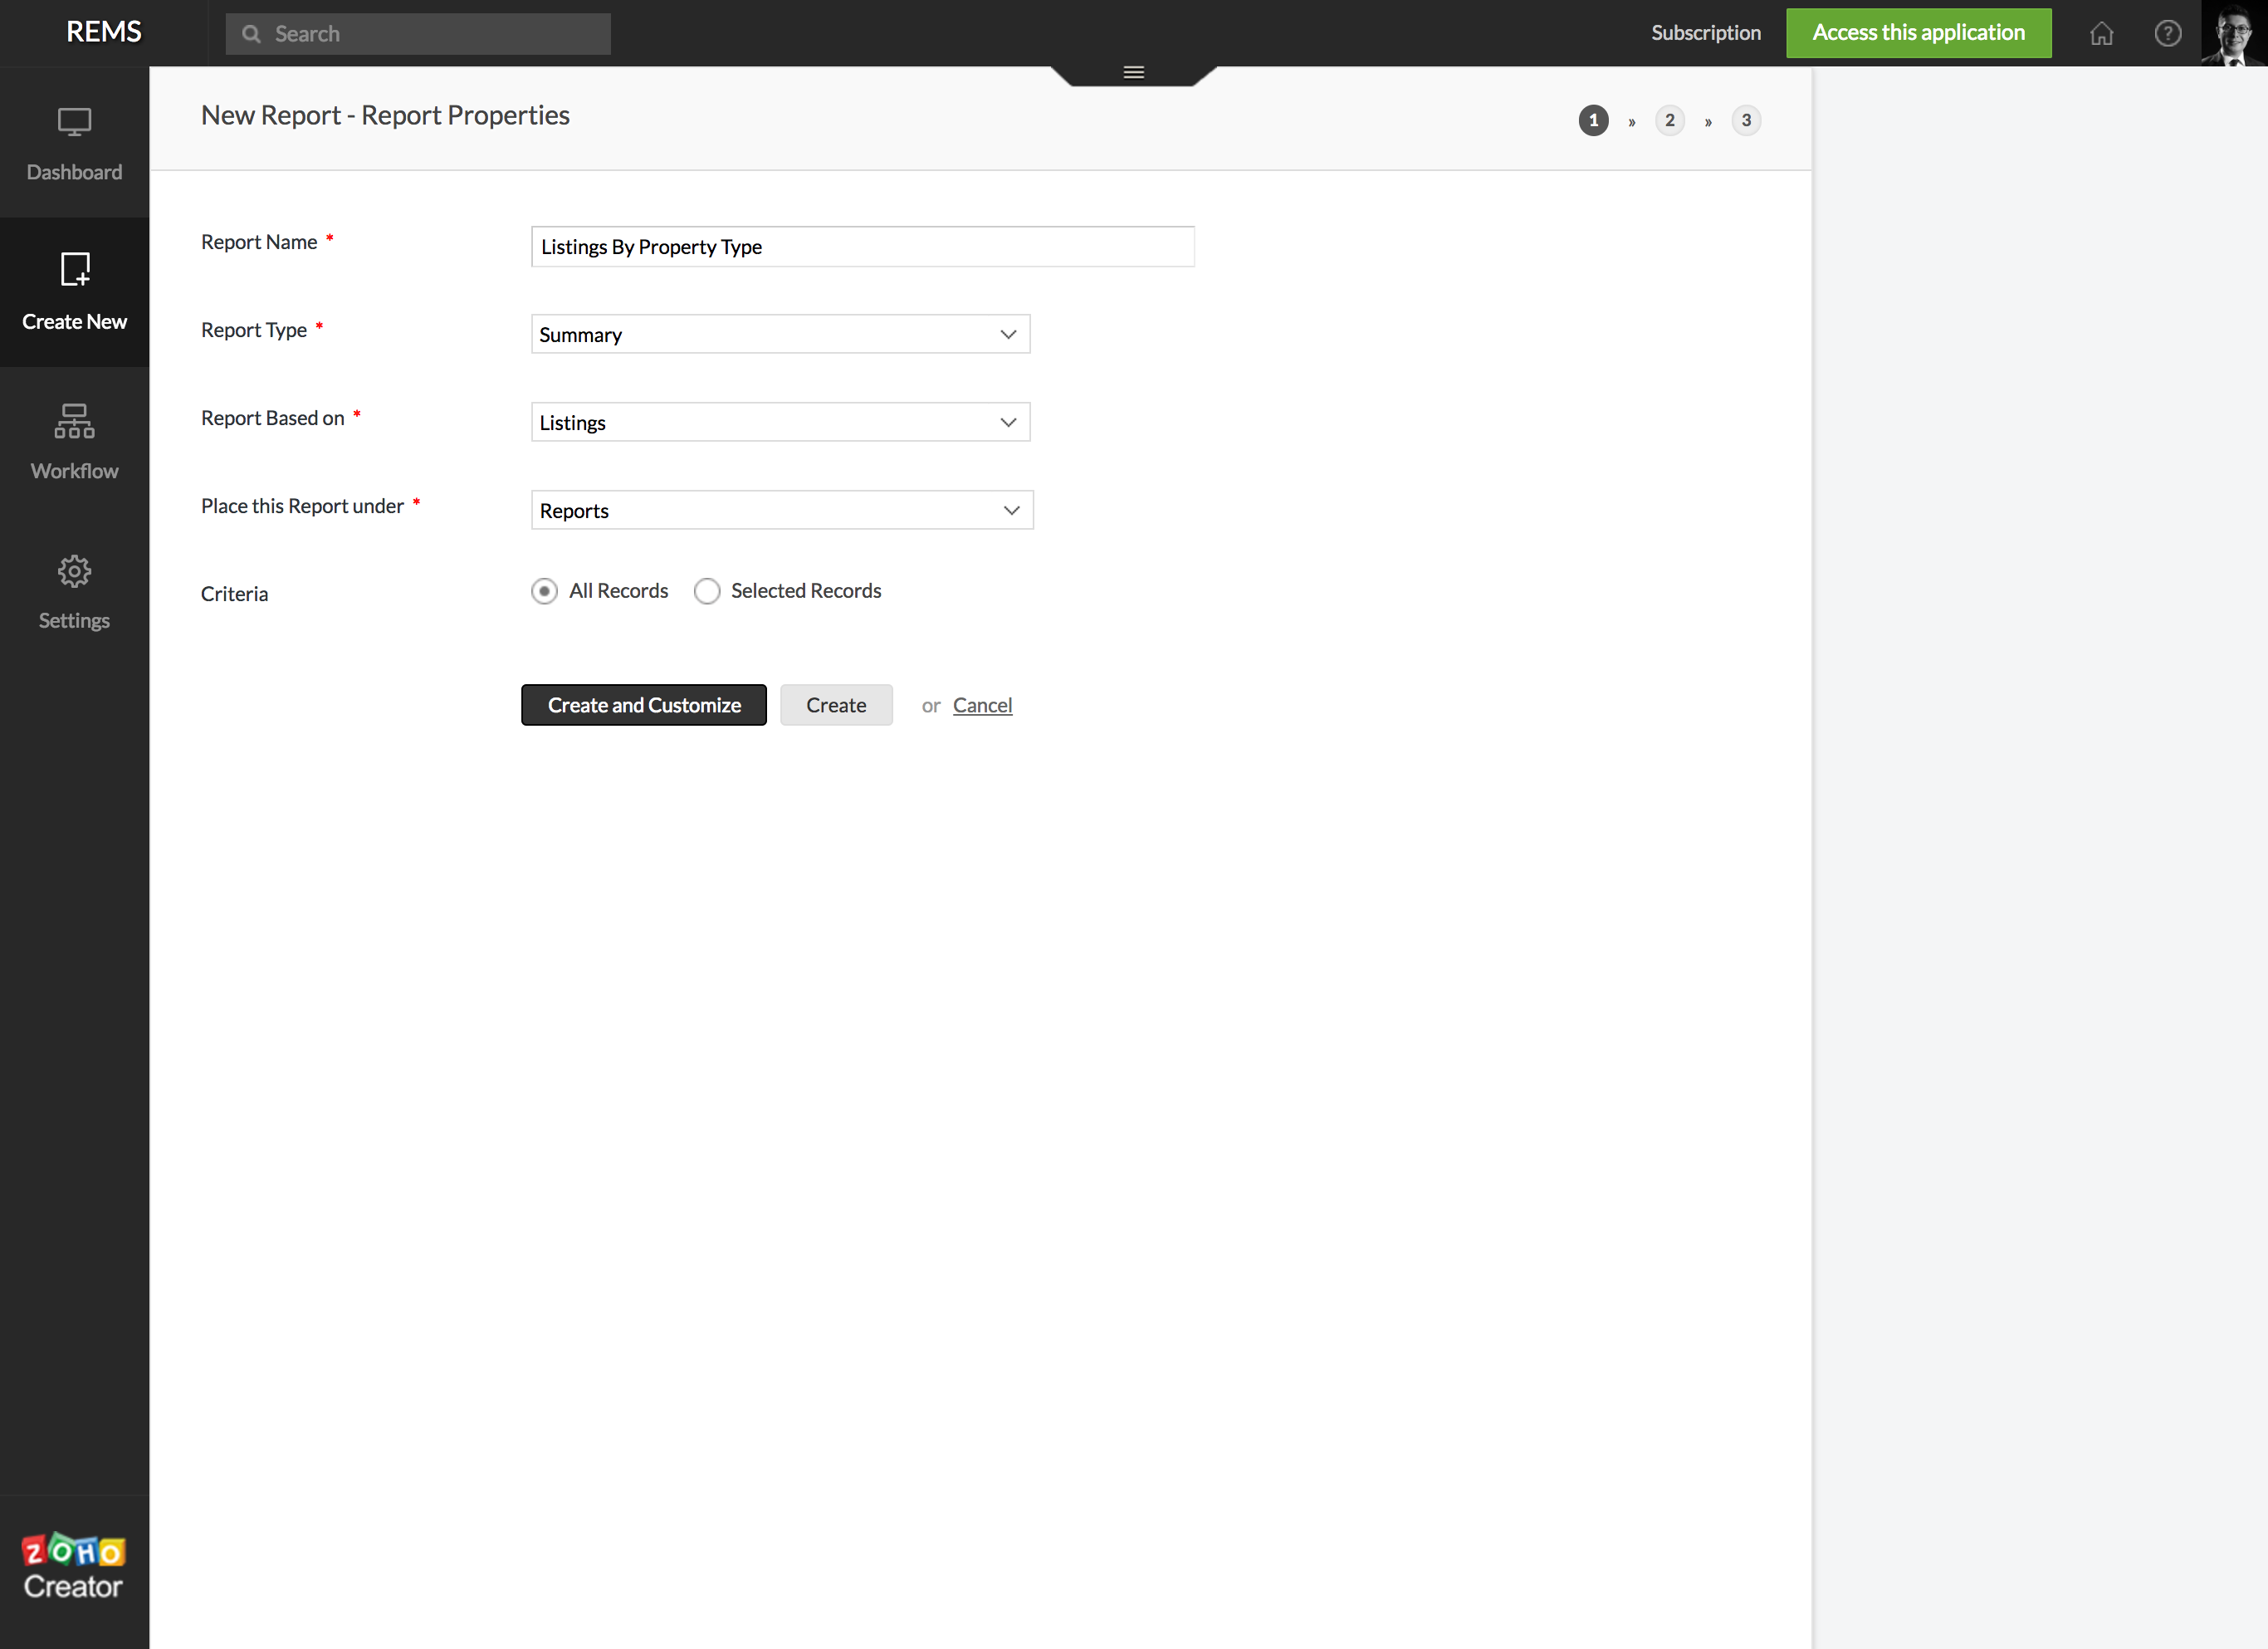 REMS
Search
Subscription
Access this application
?
Dashboard
Create New
Workflow
Settings
New Report - Report Properties
1 » 2 » 3
Report Name *
Listings By Property Type
Report Type *
Summary
Report Based on *
Listings
Place this Report under *
Reports
Criteria
All Records
Selected Records
Create and Customize
Create
or Cancel
ZOHO
Creator